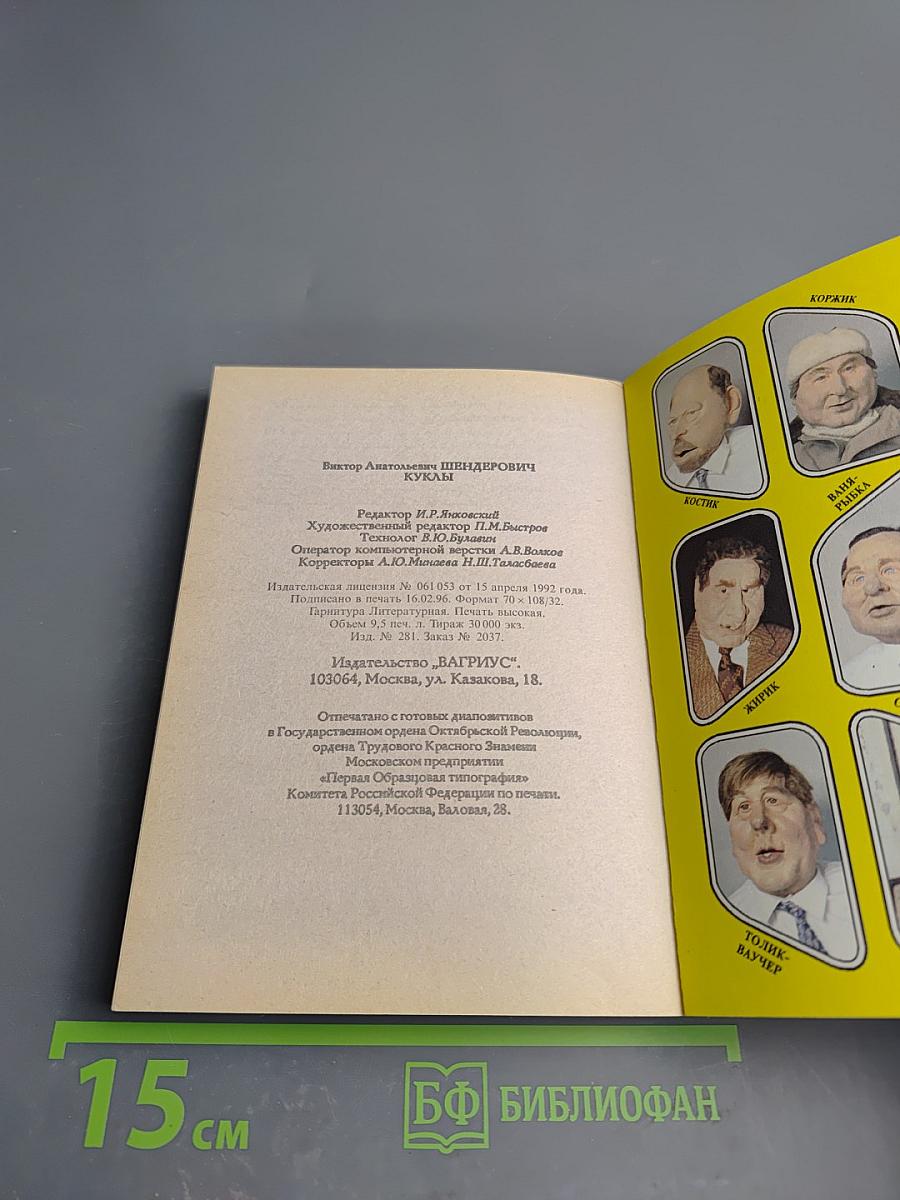 Виктор Анатольевич ШЕНДЕРОВИЧ
КУКЛЫ
Редактор И.Р.Янковский
Художественный редактор П.М.Быстров
Технолог В.Ю.Булавин
Оператор компьютерной верстки А.В.Волков
Корректоры А.Ю.Минаева Н.Ш.Таласбаева
Издательская лицензия № 061053 от 15 апреля 1992 года.
Подписано в печать 16.02.96. Формат 70×108/32.
Гарнитура Литературная. Печать высокая.
Объем 9,5 печ. л. Тираж 30000 экз.
Изд. № 281. Заказ № 2037.
Издательство „ВАГРИУС“.
103064, Москва, ул. Казакова, 18.
Отпечатано с готовых диапозитивов
в Государственном ордена Октябрьской Революции,
ордена Трудового Красного Знамени
Московском предприятии
«Первая Образцовая типография»
Комитета Российской Федерации по печати.
113054, Москва, Валовая, 28.
КОРЖИК
КОСТИК
ВАНЯ-
РЫБКА
ЖИРИК
ТОЛИК-
ВАУЧЕР
15 см
БФ БИБЛИОФАН